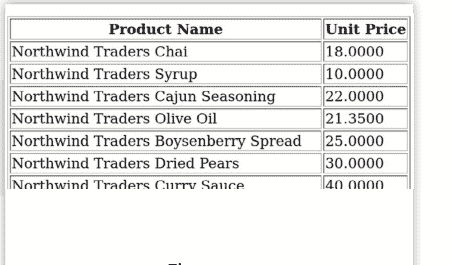 Product Name Unit Price
Northwind Traders Chai 18.0000
Northwind Traders Syrup 10.0000
Northwind Traders Cajun Seasoning 22.0000
Northwind Traders Olive Oil 21.3500
Northwind Traders Boysenberry Spread 25.0000
Northwind Traders Dried Pears 30.0000
Northwind Traders Curry Sauce 40.0000